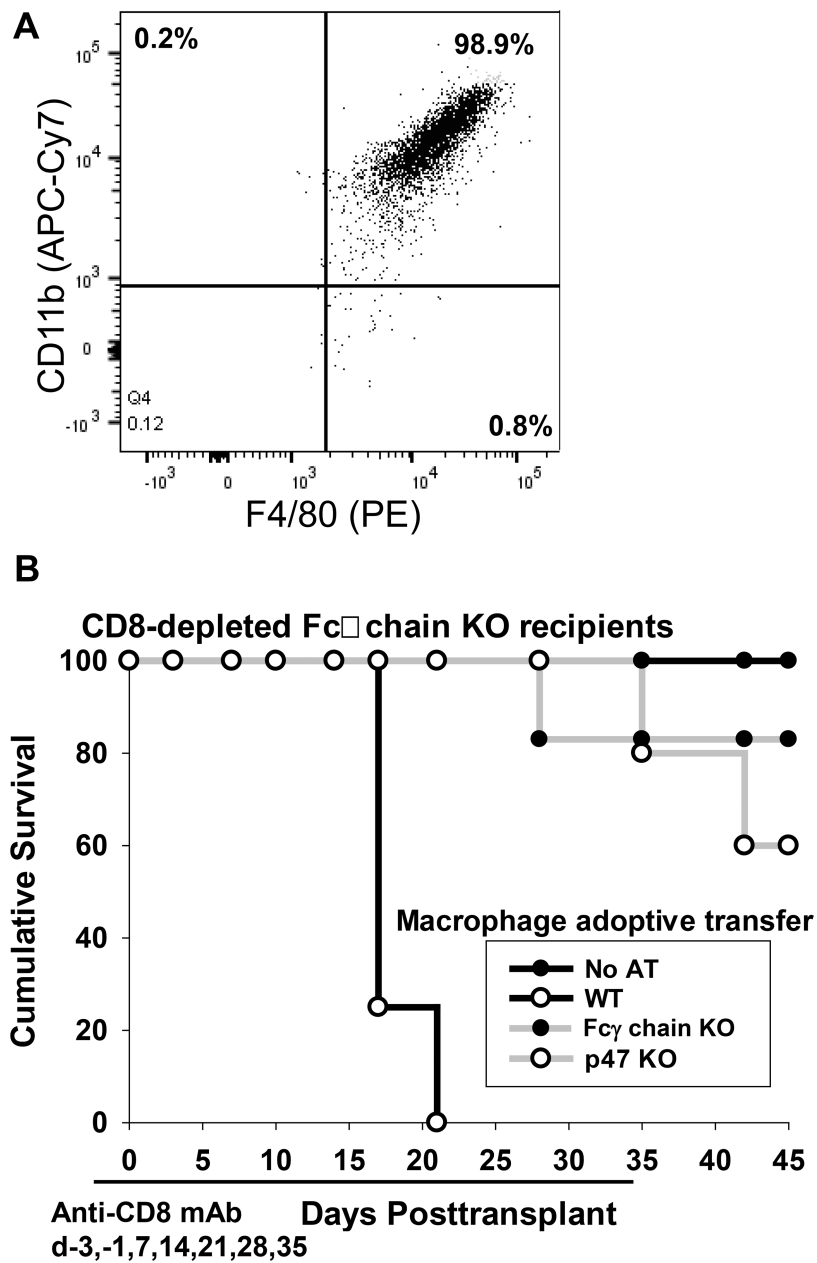 A
0.2%
98.9%
CD11b (APC-Cy7)
10^5
10^4
10^3
0
-10^3
Q4
0.12
0.8%
-10^3 0 10^3 10^4 10^5
F4/80 (PE)
B
CD8-depleted Fc□ chain KO recipients
Cumulative Survival
100
80
60
40
20
0
Macrophage adoptive transfer
No AT
WT
Fcγ chain KO
p47 KO
0 5 10 15 20 25 30 35 40 45
Anti-CD8 mAb
Days Posttransplant
d-3,-1,7,14,21,28,35